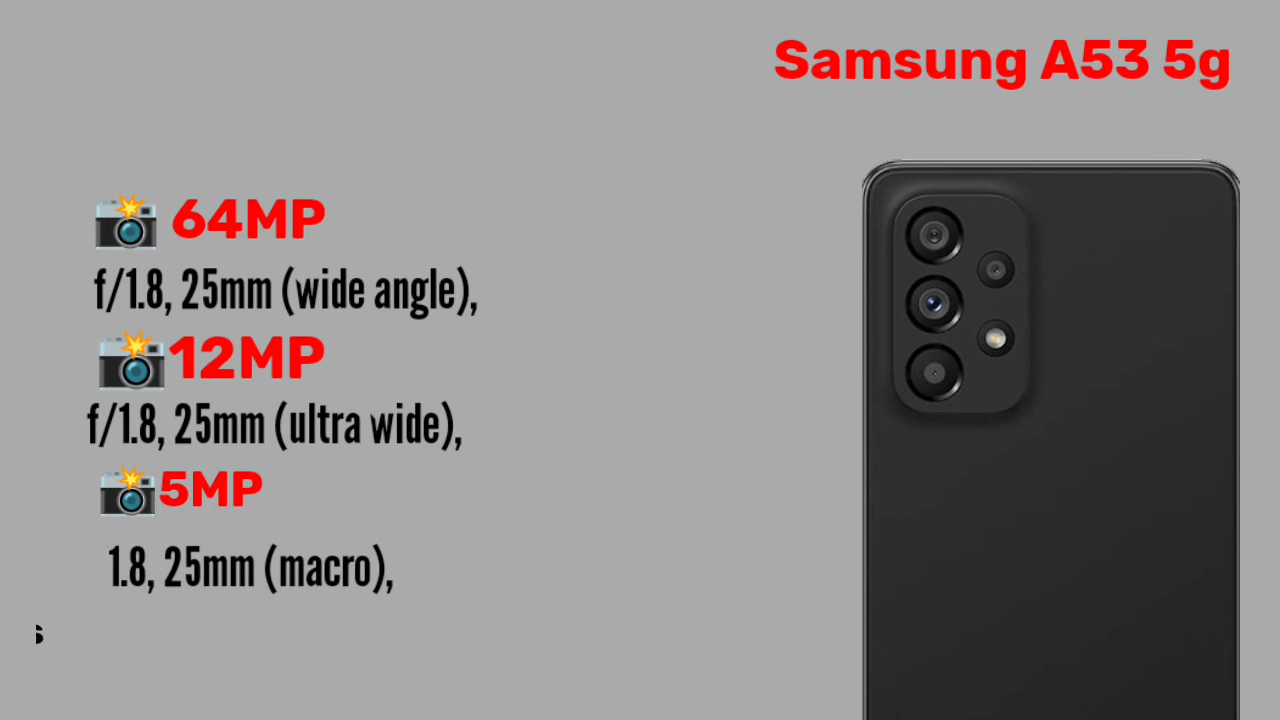 Samsung A53 5g
64MP
f/1.8, 25mm (wide angle),
12MP
f/1.8, 25mm (ultra wide),
5MP
1.8, 25mm (macro),
s